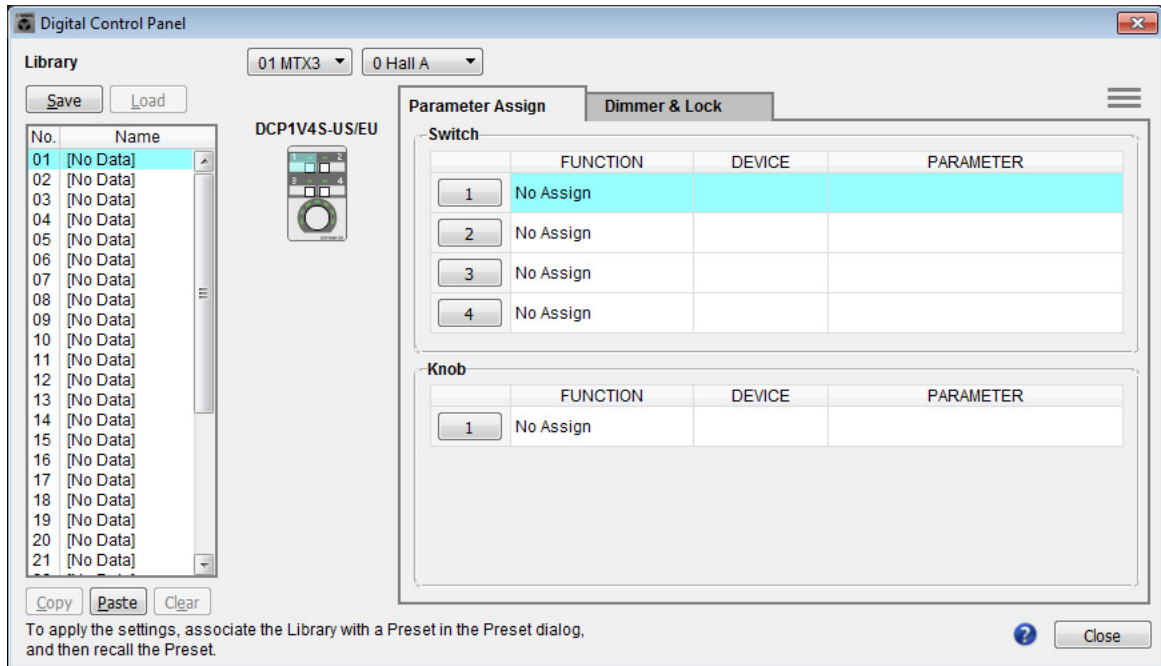 Digital Control Panel
Library
01 MTX3
0 Hall A
Save Load
No. Name
01 [No Data]
02 [No Data]
03 [No Data]
04 [No Data]
05 [No Data]
06 [No Data]
07 [No Data]
08 [No Data]
09 [No Data]
10 [No Data]
11 [No Data]
12 [No Data]
13 [No Data]
14 [No Data]
15 [No Data]
16 [No Data]
17 [No Data]
18 [No Data]
19 [No Data]
20 [No Data]
21 [No Data]
Copy Paste Clear
DCP1V4S-US/EU
1 2
3 4
Parameter Assign Dimmer & Lock
Switch
FUNCTION DEVICE PARAMETER
1 No Assign
2 No Assign
3 No Assign
4 No Assign
Knob
FUNCTION DEVICE PARAMETER
1 No Assign
To apply the settings, associate the Library with a Preset in the Preset dialog,
and then recall the Preset.
? Close